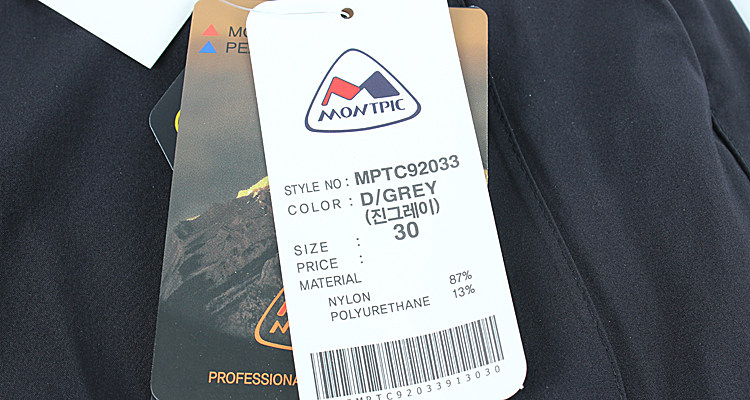 MONTPIC
STYLE NO : MPTC92033
COLOR : D/GREY
(진그레이)
SIZE : 30
PRICE :
MATERIAL
NYLON 87%
POLYURETHANE 13%
MPTC92033913030
PROFESSIONA